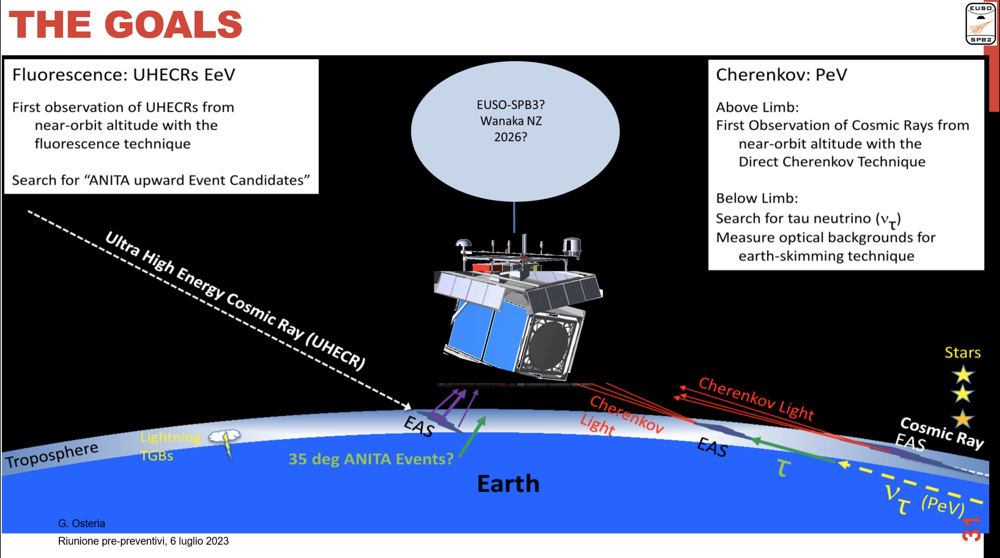 THE GOALS
EUSO
SPB2
Fluorescence: UHECRs EeV
First observation of UHECRs from
near-orbit altitude with the
fluorescence technique
Search for “ANITA upward Event Candidates”
EUSO-SPB3?
Wanaka NZ
2026?
Cherenkov: PeV
Above Limb:
First Observation of Cosmic Rays from
near-orbit altitude with the
Direct Cherenkov Technique
Below Limb:
Search for tau neutrino (ντ)
Measure optical backgrounds for
earth-skimming technique
Ultra High Energy Cosmic Ray (UHECR)
Stars
Cherenkov Light
Cherenkov
Light
Cosmic Ray
EAS
EAS
EAS
Lightning
TGBs
Troposphere
35 deg ANITA Events?
τ
Earth
ντ (PeV)
G. Osteria
31
Riunione pre-preventivi, 6 luglio 2023